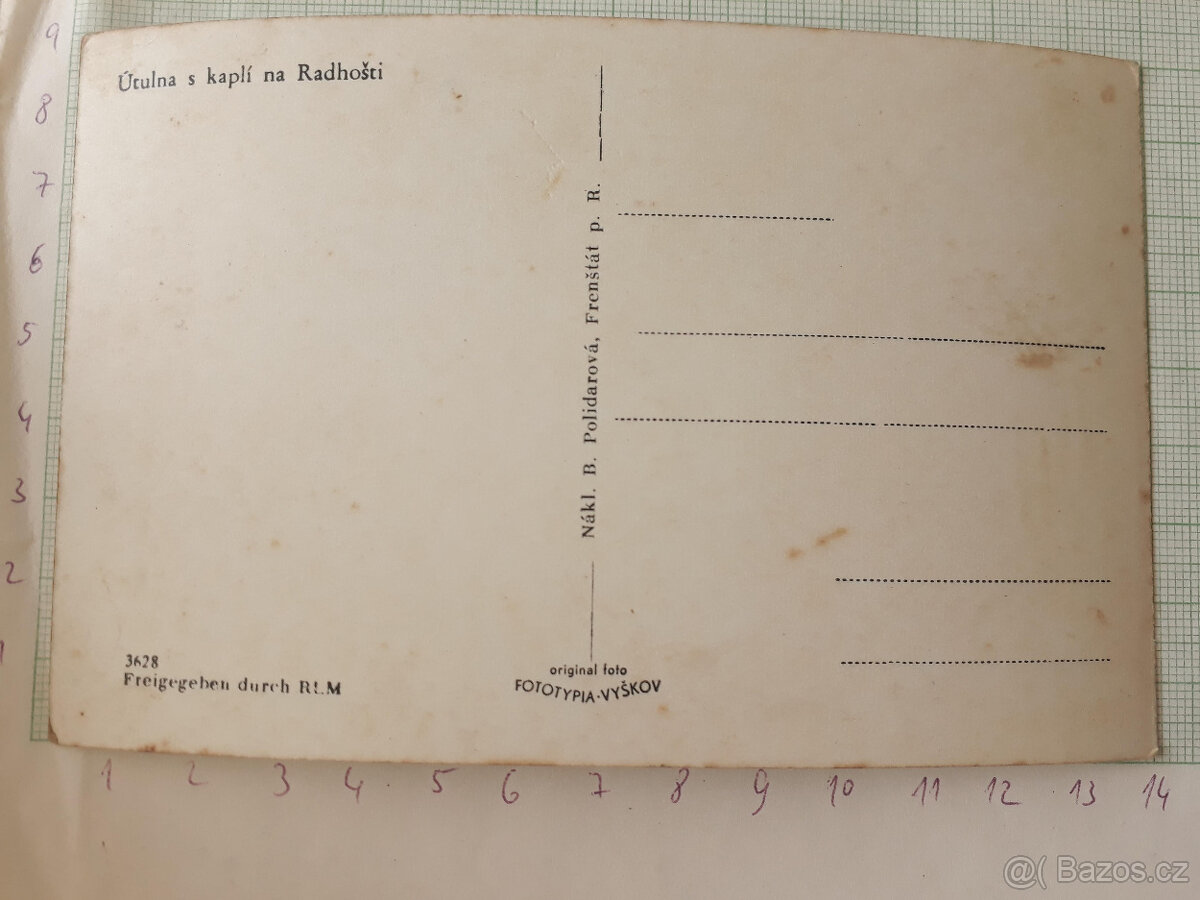 Útulna s kaplí na Radhošti
Nákl. B. Polidarová, Frenštát p. R.
3628
Freigegeben durch RLM
original foto
FOTOTYPIA-VYŠKOV
9
8
7
6
5
4
3
2
1
1 2 3 4 5 6 7 8 9 10 11 12 13 14
@( Bazos.cz